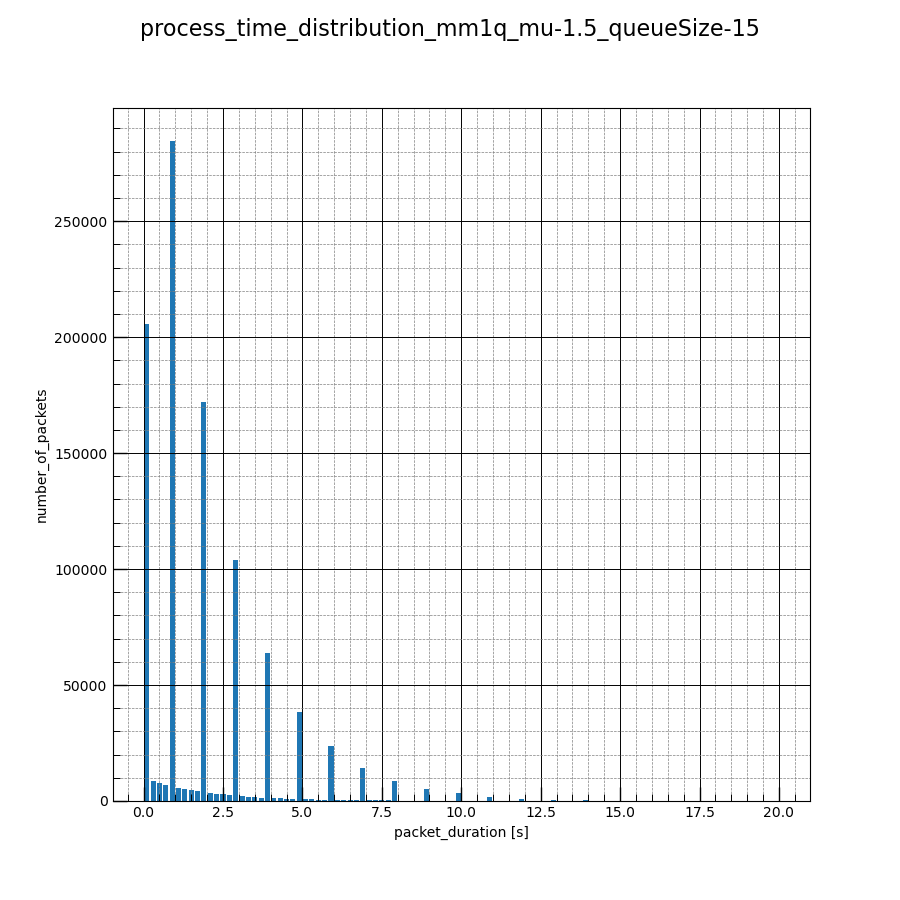 process_time_distribution_mm1q_mu-1.5_queueSize-15
number_of_packets
250000
200000
150000
100000
50000
0
0.0 2.5 5.0 7.5 10.0 12.5 15.0 17.5 20.0
packet_duration [s]